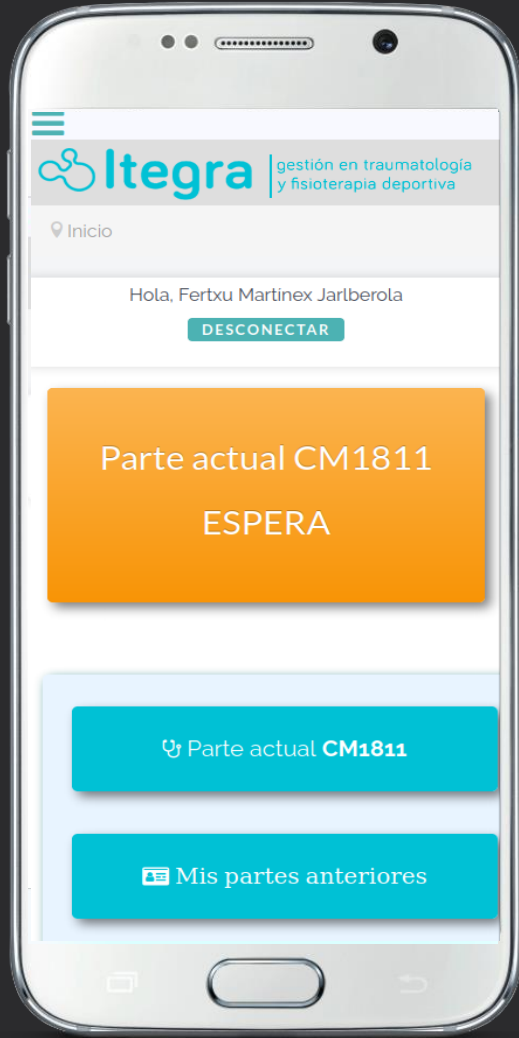 Itegra
gestión en traumatología
y fisioterapia deportiva
Inicio
Hola, Fertxu Martínex Jarlberola
DESCONECTAR
Parte actual CM1811
ESPERA
Parte actual CM1811
Mis partes anteriores